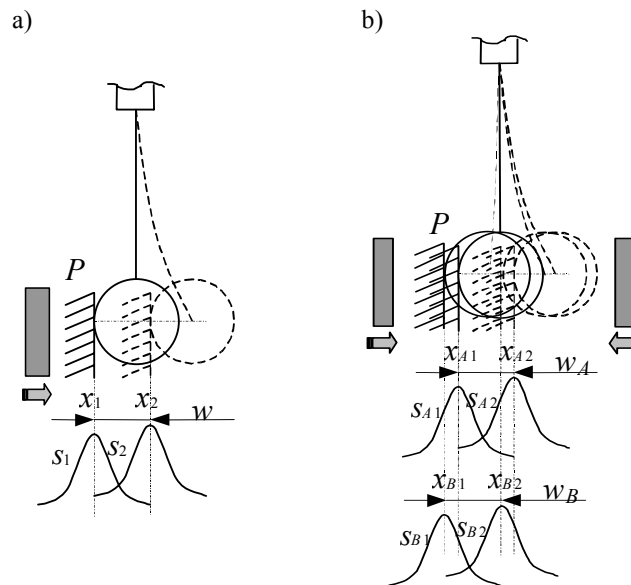 a)
P
x1 x2 w
s1 s2
b)
P
xA1 xA2 wA
sA1 sA2
xB1 xB2 wB
sB1 sB2